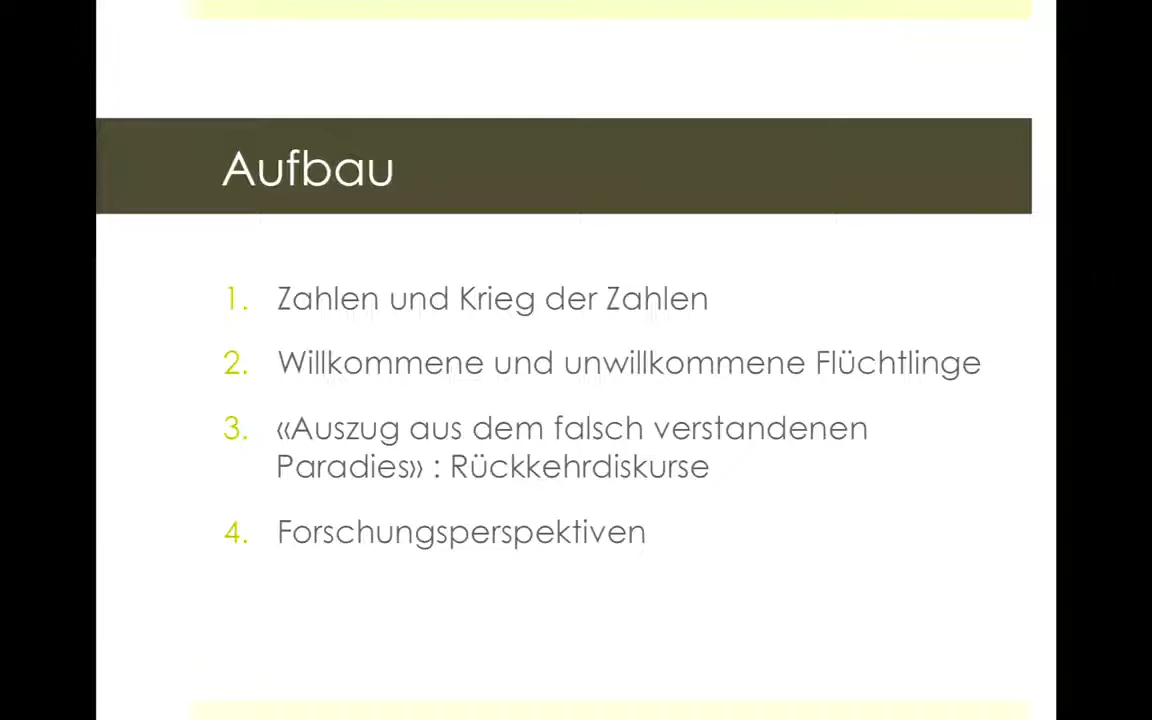 Aufbau
1. Zahlen und Krieg der Zahlen
2. Willkommene und unwillkommene Flüchtlinge
3. «Auszug aus dem falsch verstandenen
Paradies» : Rückkehrdiskurse
4. Forschungsperspektiven